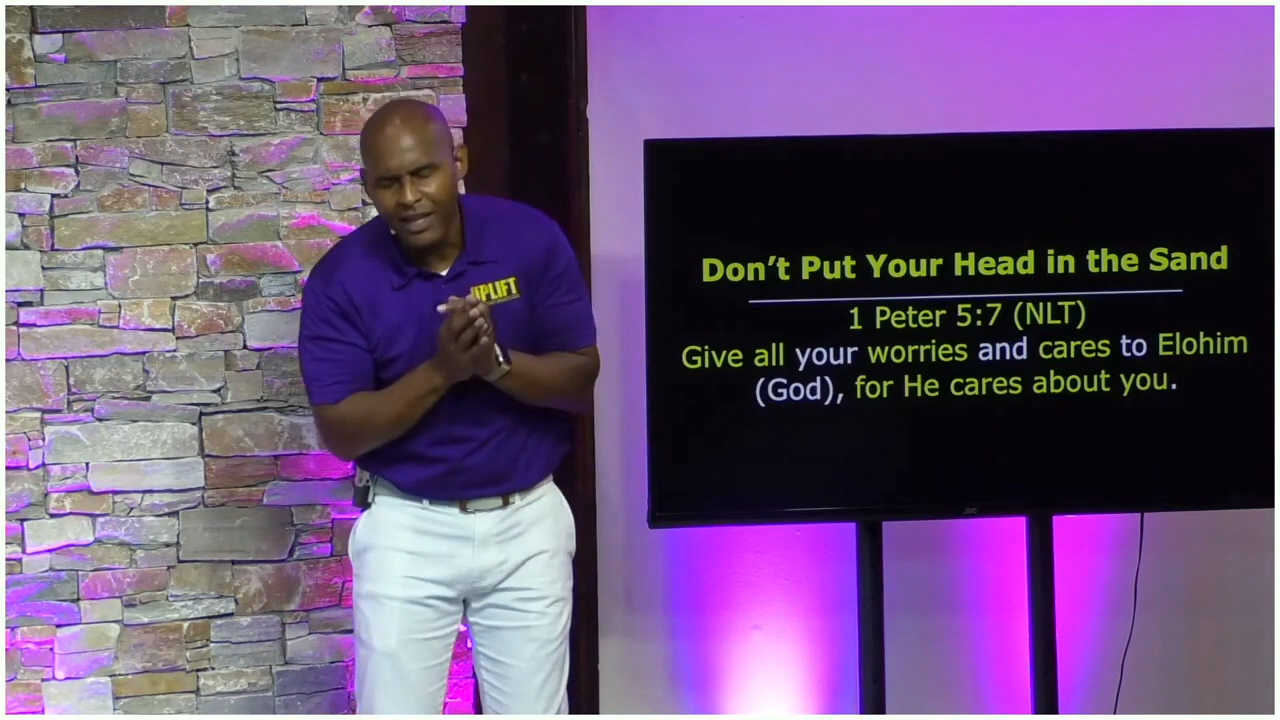 UPLIFT
Don’t Put Your Head in the Sand
1 Peter 5:7 (NLT)
Give all your worries and cares to Elohim
(God), for He cares about you.
JVC